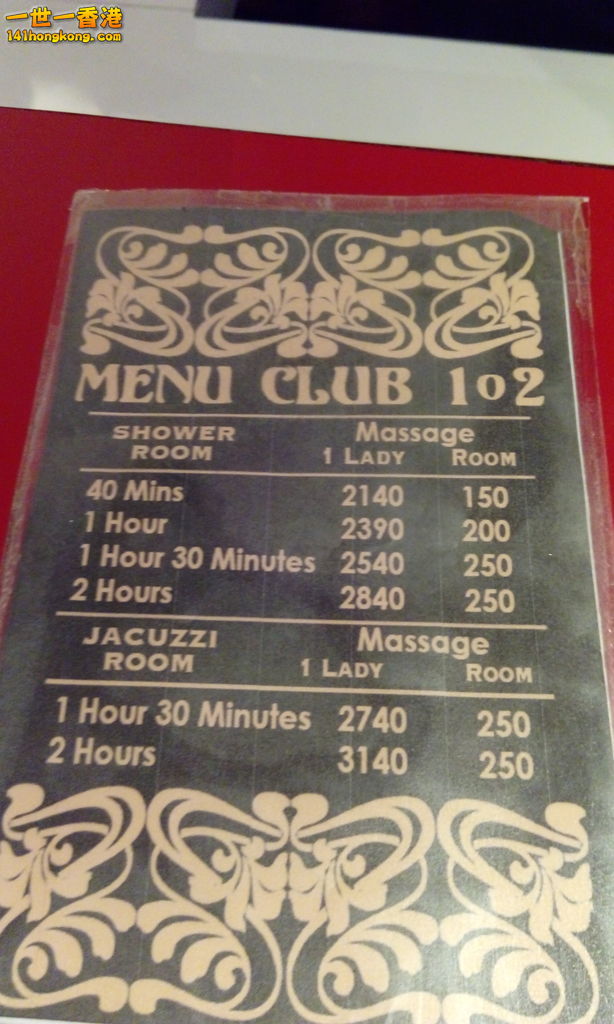 一世一香港
141hongkong.com
MENU CLUB 102
SHOWER ROOM Massage
1 LADY ROOM
40 Mins 2140 150
1 Hour 2390 200
1 Hour 30 Minutes 2540 250
2 Hours 2840 250
JACUZZI ROOM Massage
1 LADY ROOM
1 Hour 30 Minutes 2740 250
2 Hours 3140 250